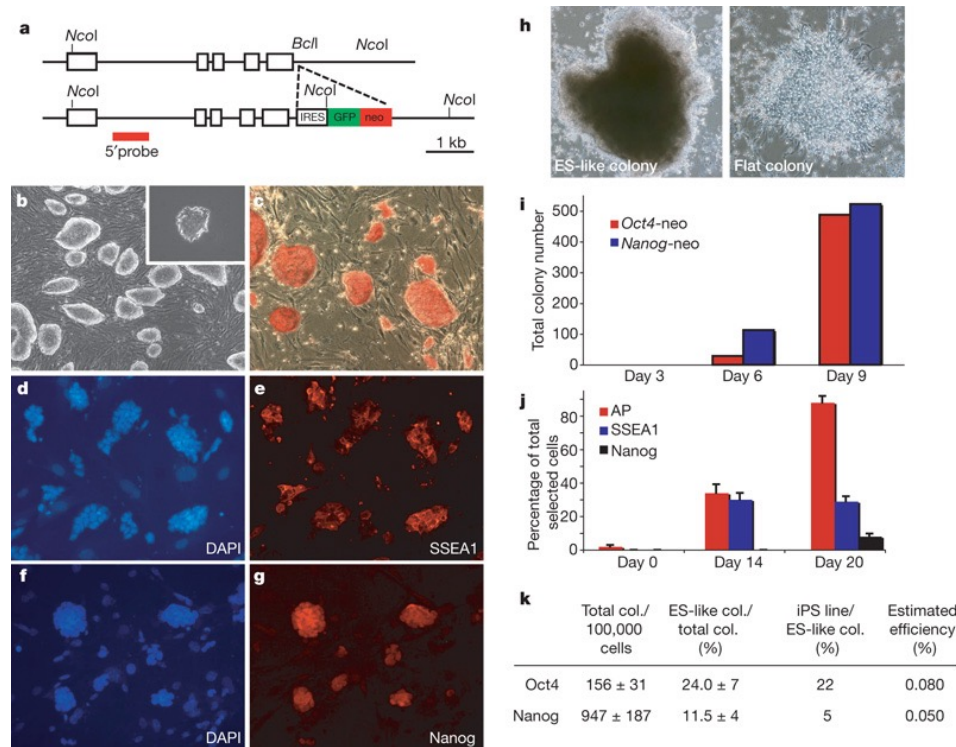 a
NcoI
BclI
NcoI
NcoI
NcoI
NcoI
IRES
GFP
neo
5′probe
1 kb
b
c
d
DAPI
e
SSEA1
f
DAPI
g
Nanog
h
ES-like colony
Flat colony
i
Total colony number
500
400
300
200
100
0
Oct4-neo
Nanog-neo
Day 3
Day 6
Day 9
j
Percentage of total
selected cells
80
60
40
20
0
AP
SSEA1
Nanog
Day 0
Day 14
Day 20
k
Total col./
100,000
cells
ES-like col./
total col.
(%)
iPS line/
ES-like col.
(%)
Estimated
efficiency
(%)
Oct4 156 ± 31 24.0 ± 7 22 0.080
Nanog 947 ± 187 11.5 ± 4 5 0.050